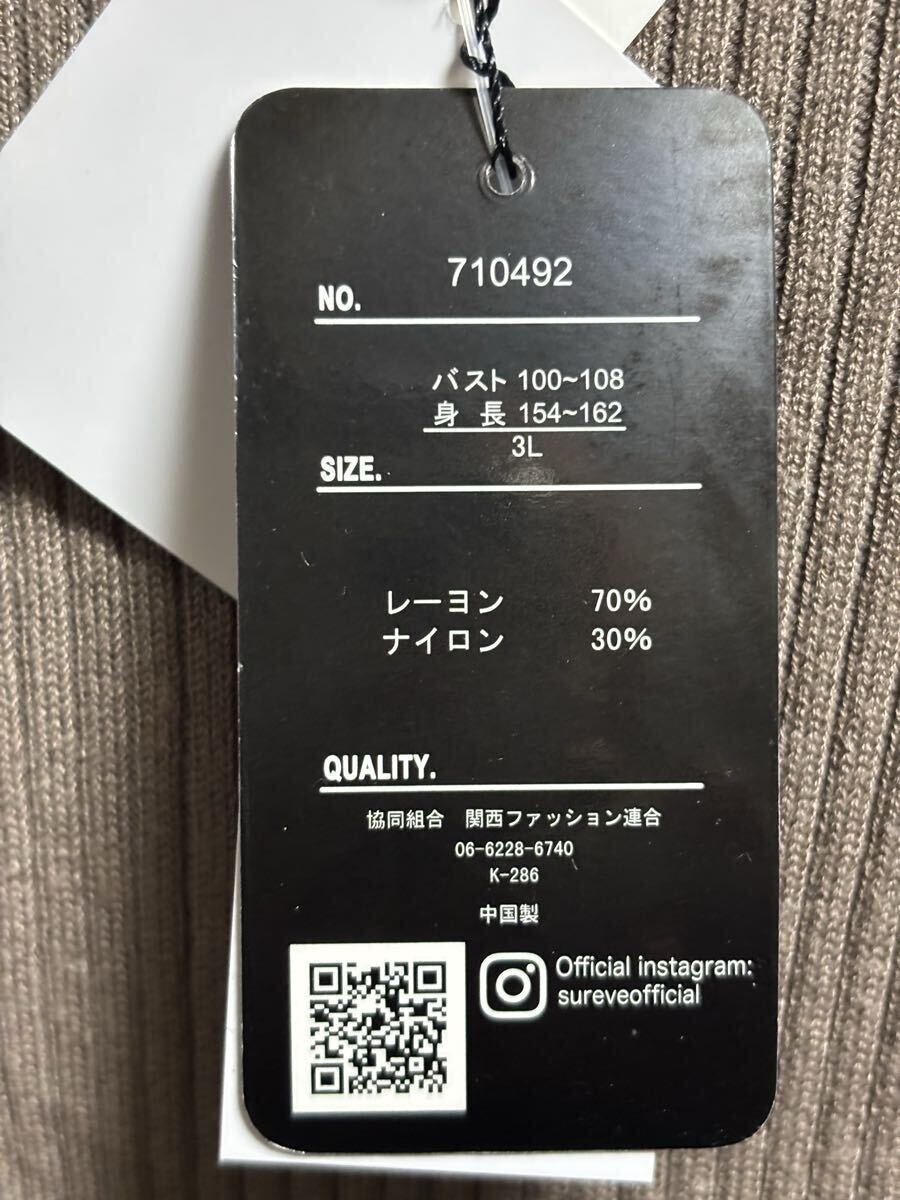 710492
NO.
バスト 100~108
身 長 154~162
3L
SIZE.
レーヨン 70%
ナイロン 30%
QUALITY.
協同組合 関西ファッション連合
06-6228-6740
K-286
中国製
Official instagram:
sureveofficial